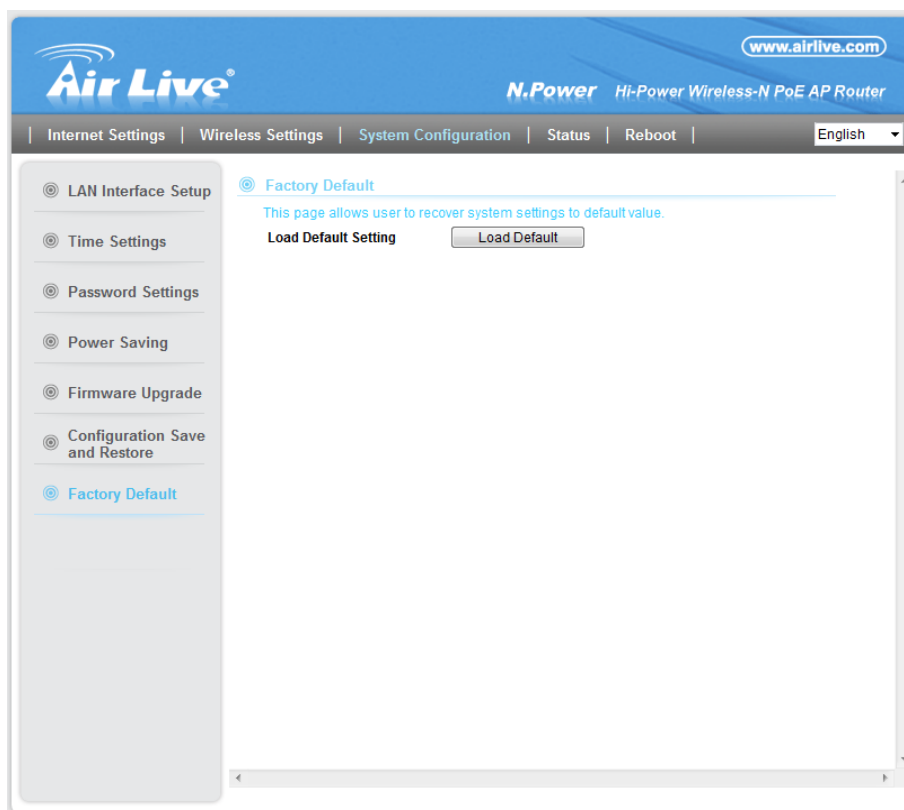 www.airlive.com
Air Live®
N.Power Hi-Power Wireless-N PoE AP Router
| Internet Settings | Wireless Settings | System Configuration | Status | Reboot |
English
LAN Interface Setup
Time Settings
Password Settings
Power Saving
Firmware Upgrade
Configuration Save
and Restore
Factory Default
Factory Default
This page allows user to recover system settings to default value.
Load Default Setting Load Default